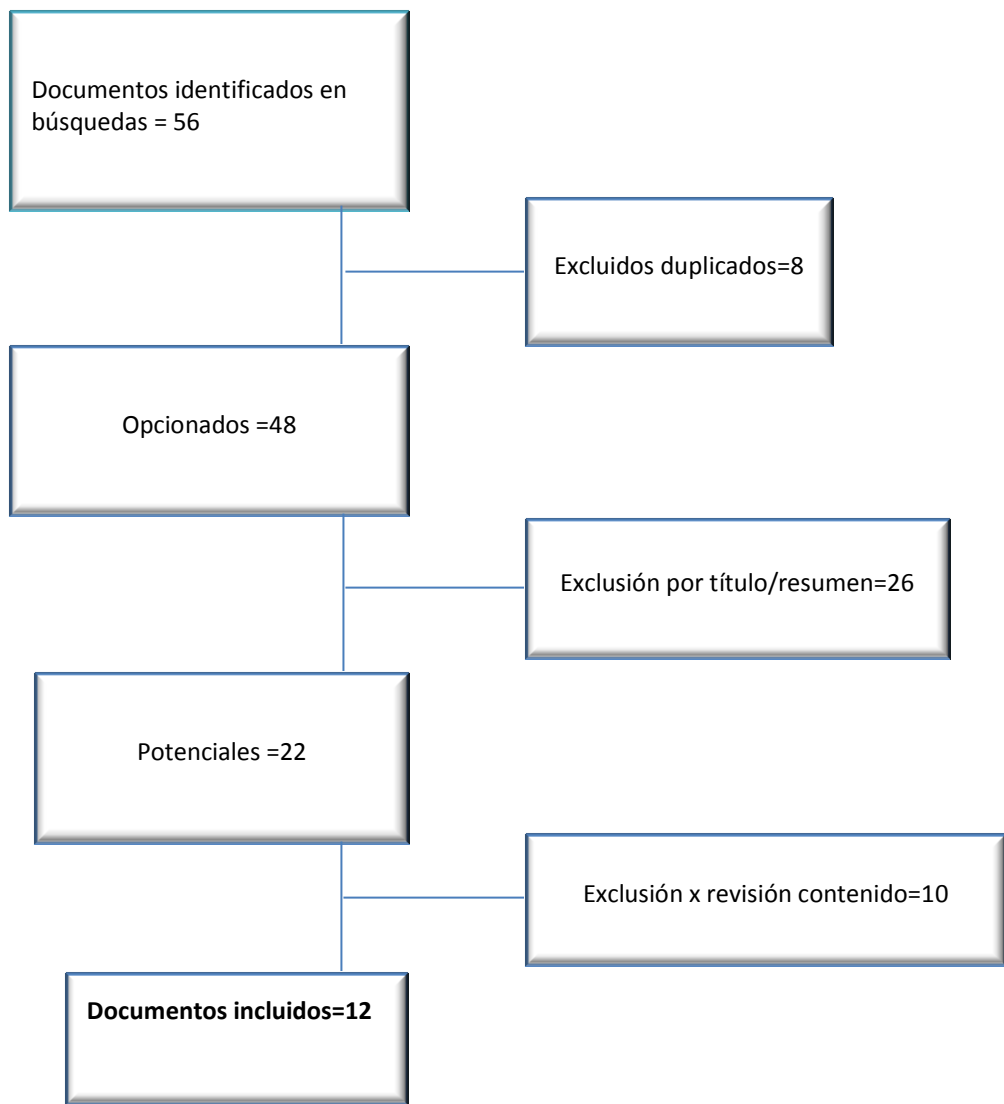 Documentos identificados en
búsquedas = 56
Excluidos duplicados=8
Opcionados =48
Exclusión por título/resumen=26
Potenciales =22
Exclusión x revisión contenido=10
Documentos incluidos=12